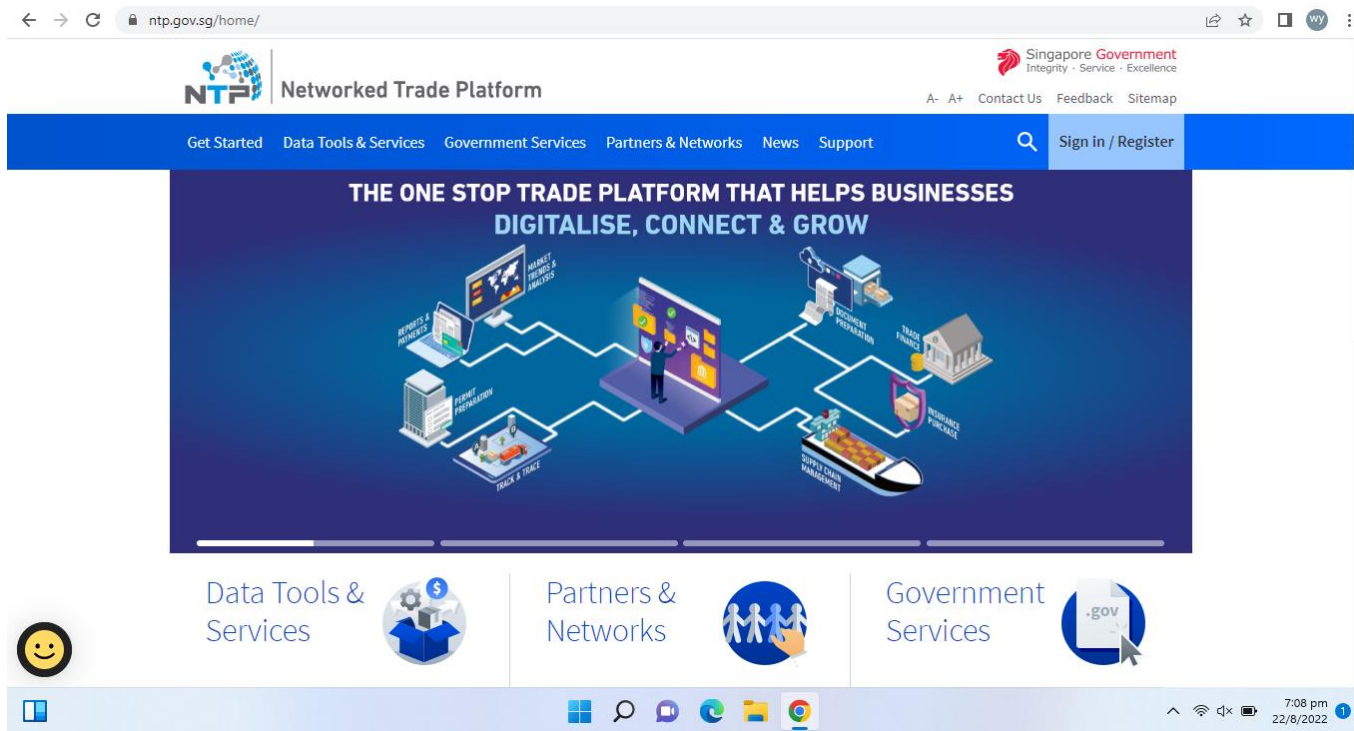 ntp.gov.sg/home/
wy
NTP
Networked Trade Platform
Singapore Government
Integrity · Service · Excellence
A- A+ Contact Us Feedback Sitemap
Get Started Data Tools & Services Government Services Partners & Networks News Support Sign in / Register
THE ONE STOP TRADE PLATFORM THAT HELPS BUSINESSES
DIGITALISE, CONNECT & GROW
MARKET
TRENDS &
ANALYSIS
REPORTS &
PAYMENTS
DOCUMENT
PREPARATION
TRADE
FINANCE
PERMIT
PREPARATION
INSURANCE
PURCHASE
TRACK & TRACE
SUPPLY CHAIN
MANAGEMENT
Data Tools &
Services
Partners &
Networks
Government
Services
.gov
7:08 pm
22/8/2022
1